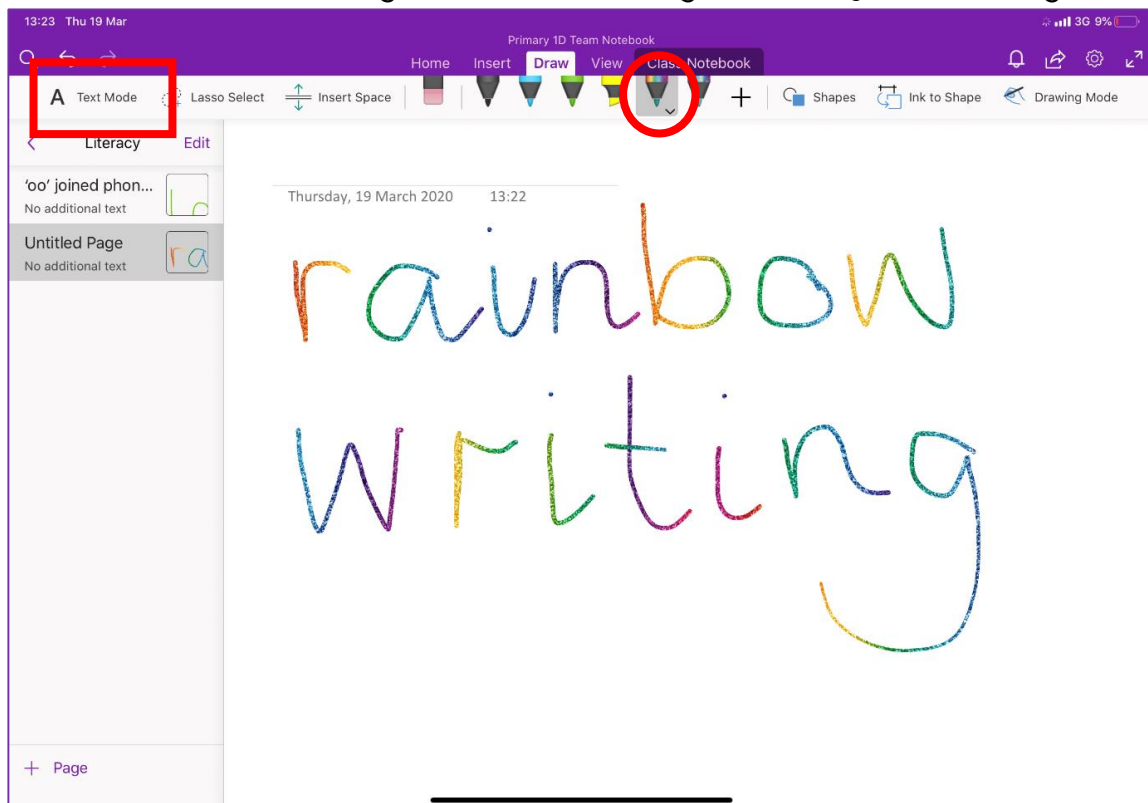 13:23 Thu 19 Mar
3G 9%
Primary 1D Team Notebook
Home Insert Draw View Class Notebook
A Text Mode Lasso Select Insert Space Shapes Ink to Shape Drawing Mode
Literacy Edit
‘oo’ joined phon...
No additional text
Untitled Page
No additional text
Thursday, 19 March 2020 13:22
rainbow
writing
+ Page